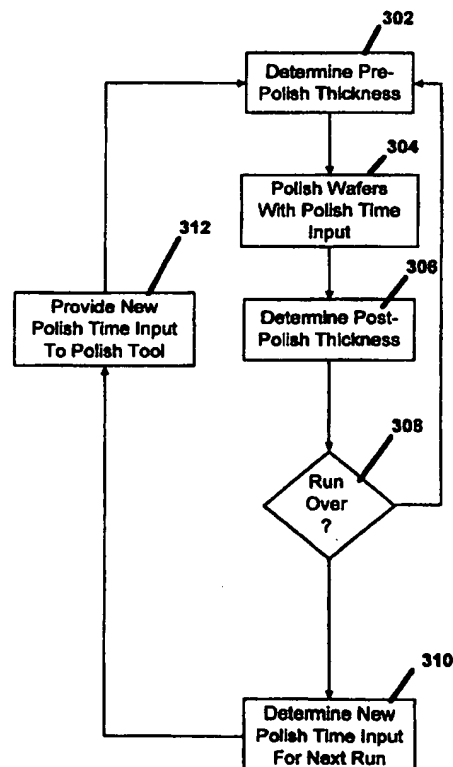 302
Determine Pre-
Polish Thickness
304
Polish Wafers
With Polish Time
Input
312
Provide New
Polish Time Input
To Polish Tool
306
Determine Post-
Polish Thickness
308
Run
Over
?
310
Determine New
Polish Time Input
For Next Run